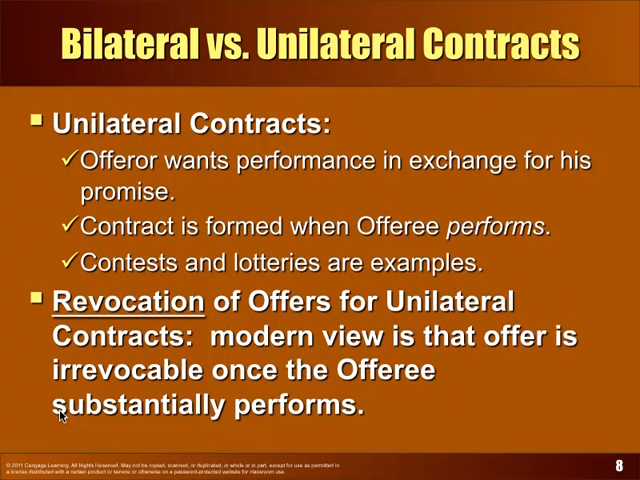 Bilateral vs. Unilateral Contracts
Unilateral Contracts:
Offeror wants performance in exchange for his
promise.
Contract is formed when Offeree performs.
Contests and lotteries are examples.
Revocation of Offers for Unilateral
Contracts: modern view is that offer is
irrevocable once the Offeree
substantially performs.
© 2011 Cengage Learning. All Rights Reserved. May not be copied, scanned, or duplicated, in whole or in part, except for use as permitted in
a license distributed with a certain product or service or otherwise on a password-protected website for classroom use.
8